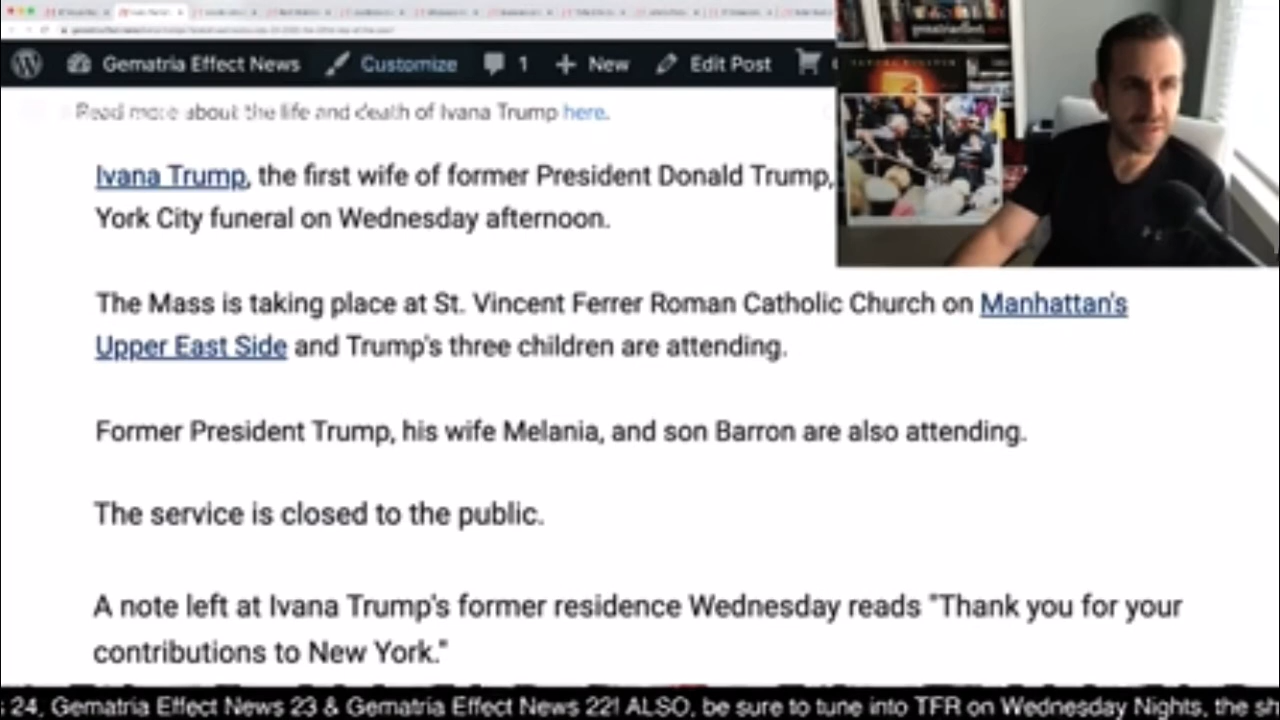 Gematria Effect News Customize 1 New Edit Post
Read more about the life and death of Ivana Trump here.
Ivana Trump, the first wife of former President Donald Trump,
York City funeral on Wednesday afternoon.
The Mass is taking place at St. Vincent Ferrer Roman Catholic Church on Manhattan's
Upper East Side and Trump's three children are attending.
Former President Trump, his wife Melania, and son Barron are also attending.
The service is closed to the public.
A note left at Ivana Trump's former residence Wednesday reads "Thank you for your
contributions to New York."
s 24, Gematria Effect News 23 & Gematria Effect News 22! ALSO, be sure to tune into TFR on Wednesday Nights, the sh